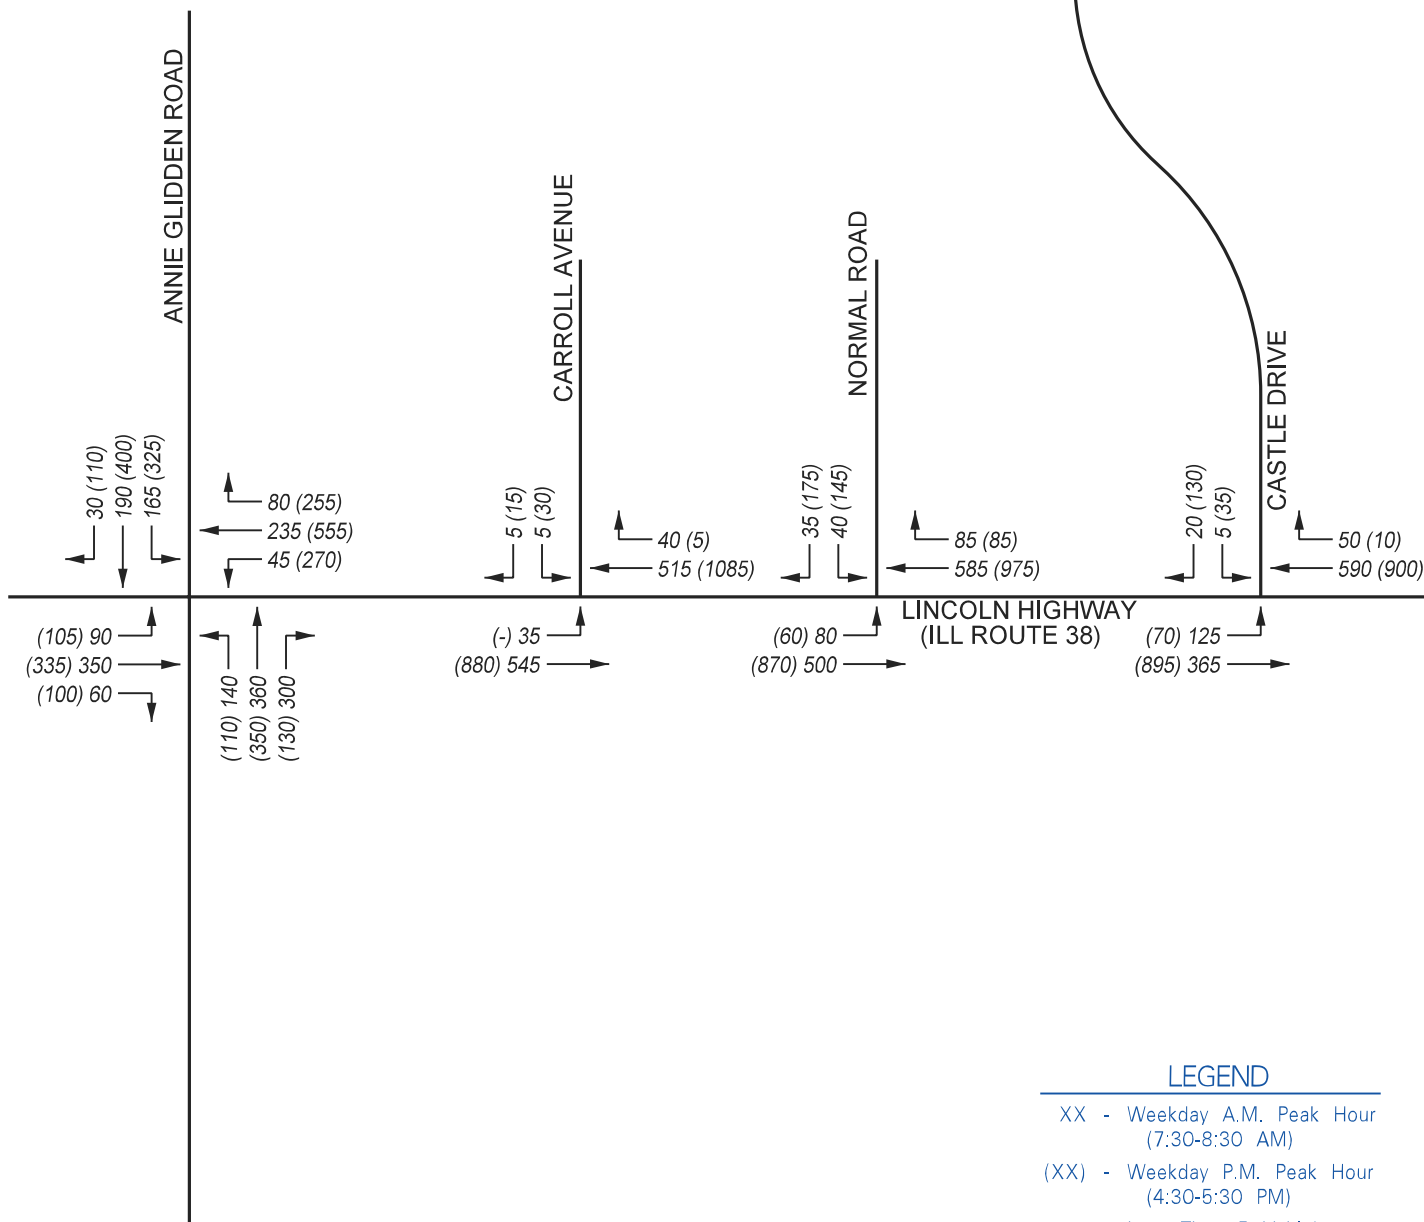 ANNIE GLIDDEN ROAD
CARROLL AVENUE
NORMAL ROAD
CASTLE DRIVE
30 (110)
190 (400)
165 (325)
80 (255)
235 (555)
45 (270)
5 (15)
5 (30)
40 (5)
515 (1085)
35 (175)
40 (145)
85 (85)
585 (975)
20 (130)
5 (35)
50 (10)
590 (900)
LINCOLN HIGHWAY
(ILL ROUTE 38)
(105) 90
(335) 350
(100) 60
(110) 140
(350) 360
(130) 300
(-) 35
(880) 545
(60) 80
(870) 500
(70) 125
(895) 365
LEGEND
XX - Weekday A.M. Peak Hour
(7:30-8:30 AM)
(XX) - Weekday P.M. Peak Hour
(4:30-5:30 PM)